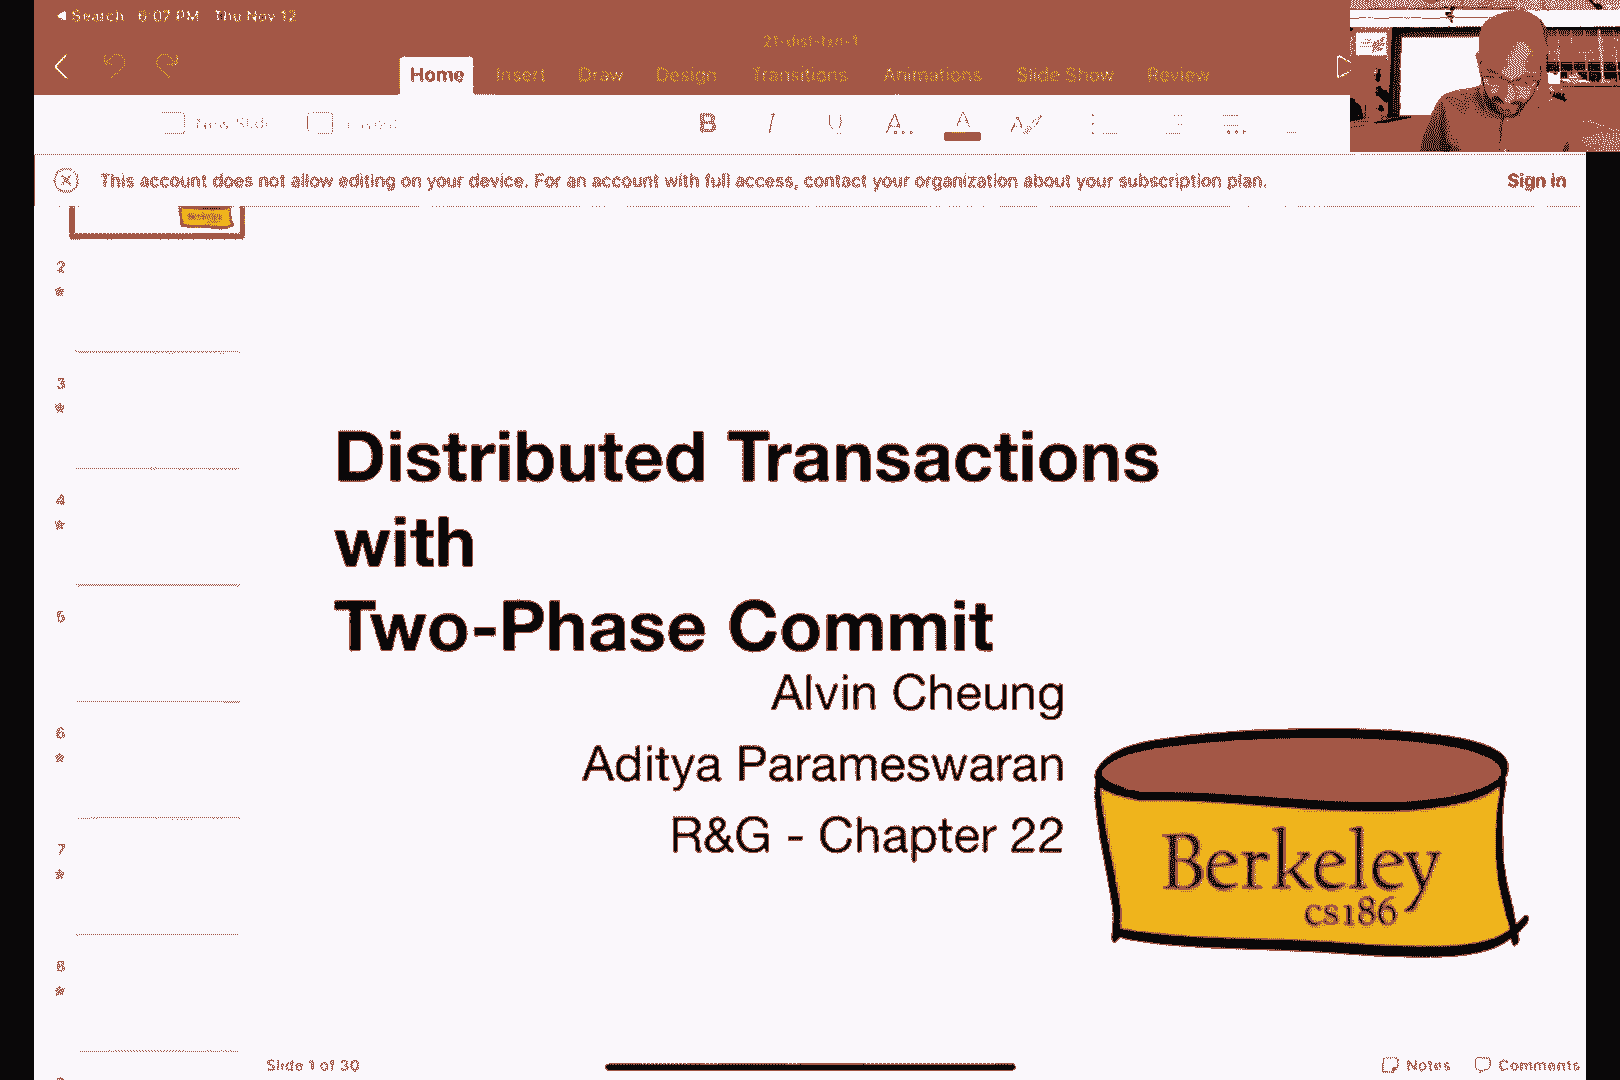 Search 6:07 PM Thu Nov 12
21-dist-txn-1
Home Insert Draw Design Transitions Animations Slide Show Review
New Slide
B I U A A A
This account does not allow editing on your device. For an account with full access, contact your organization about your subscription plan. Sign in
2
3
4
5
6
7
8
Distributed Transactions
with
Two-Phase Commit
Alvin Cheung
Aditya Parameswaran
R&G - Chapter 22
Berkeley
cs186
Slide 1 of 30
Notes Comments